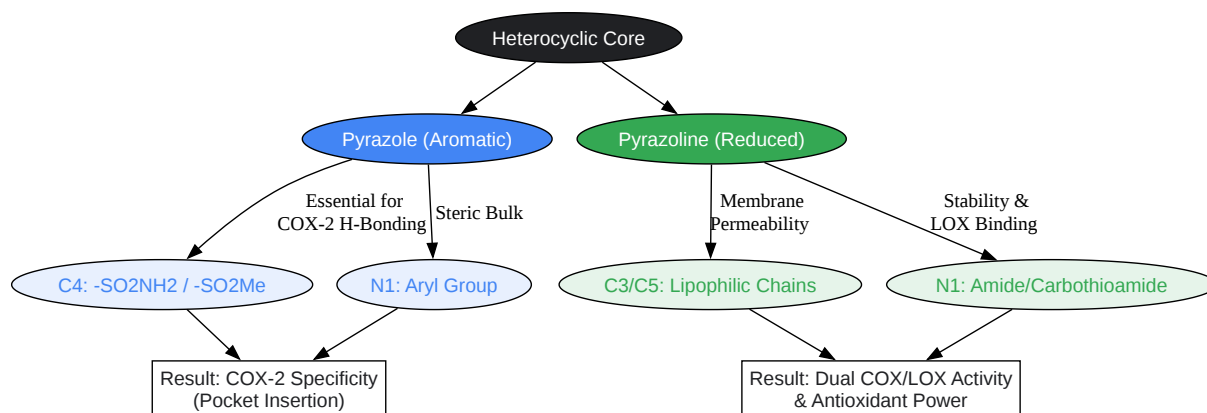 Heterocyclic Core
Pyrazole (Aromatic)
Pyrazoline (Reduced)
Essential for
COX-2 H-Bonding
Steric Bulk
Membrane
Permeability
Stability &
LOX Binding
C4: -SO2NH2 / -SO2Me
N1: Aryl Group
C3/C5: Lipophilic Chains
N1: Amide/Carbothioamide
Result: COX-2 Specificity
(Pocket Insertion)
Result: Dual COX/LOX Activity
& Antioxidant Power